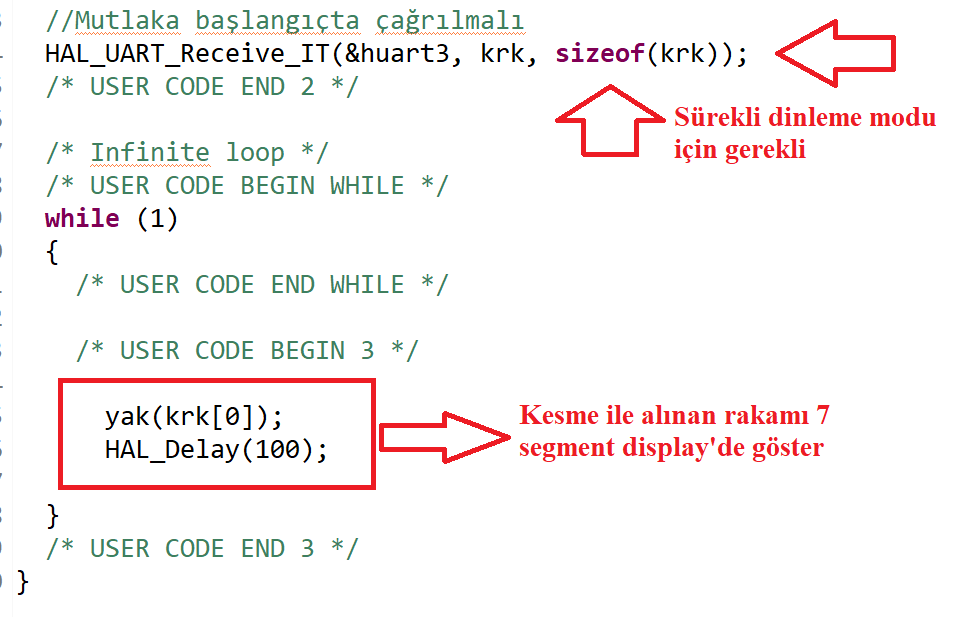 //Mutlaka başlangıçta çağrılmalı
HAL_UART_Receive_IT(&huart3, krk, sizeof(krk));
/* USER CODE END 2 */
Sürekli dinleme modu
için gerekli
/* Infinite loop */
/* USER CODE BEGIN WHILE */
while (1)
{
/* USER CODE END WHILE */
/* USER CODE BEGIN 3 */
yak(krk[0]);
HAL_Delay(100);
Kesme ile alınan rakamı 7
segment display'de göster
}
/* USER CODE END 3 */
}